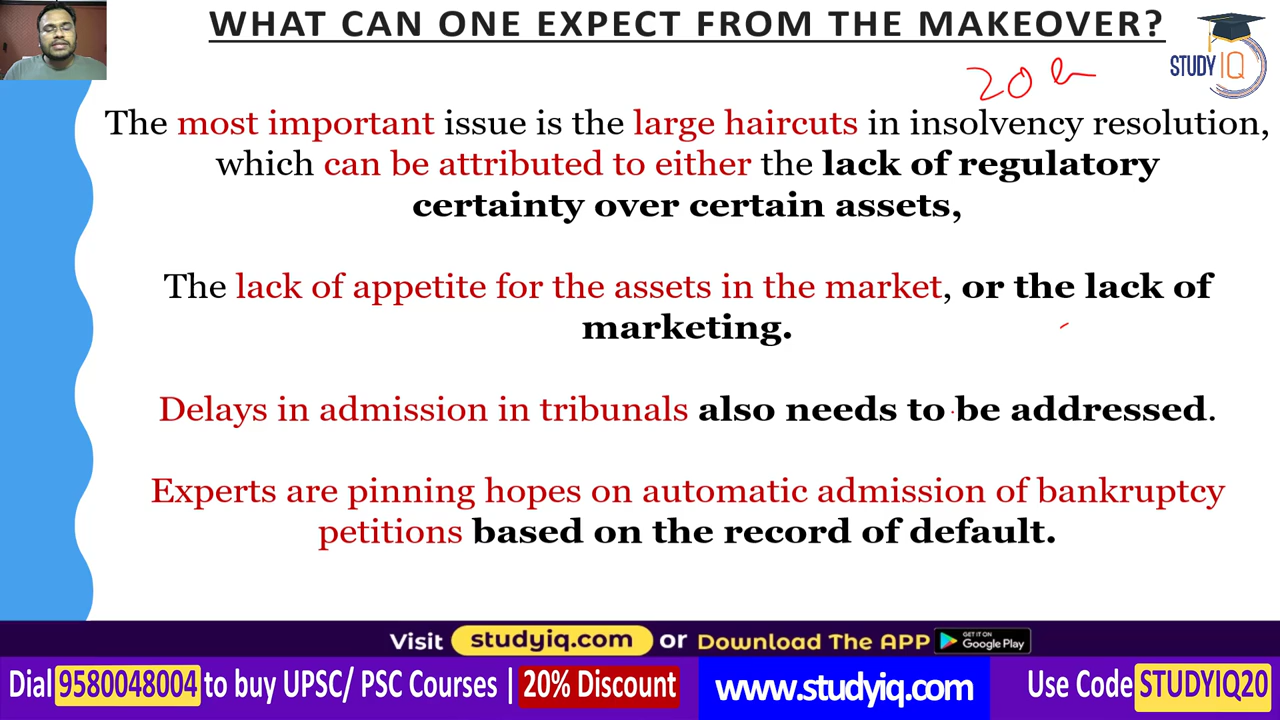 WHAT CAN ONE EXPECT FROM THE MAKEOVER?
STUDY IQ
The most important issue is the large haircuts in insolvency resolution,
which can be attributed to either the lack of regulatory
certainty over certain assets,
The lack of appetite for the assets in the market, or the lack of
marketing.
Delays in admission in tribunals also needs to be addressed.
Experts are pinning hopes on automatic admission of bankruptcy
petitions based on the record of default.
Visit studyiq.com or Download The APP GET IT ON Google Play
Dial 9580048004 to buy UPSC/ PSC Courses | 20% Discount www.studyiq.com Use Code STUDYIQ20